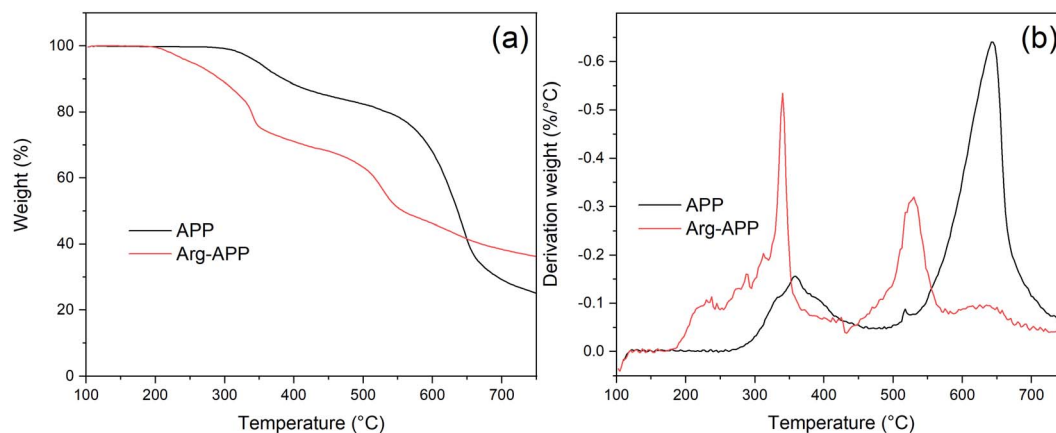 (a)
Weight (%)
100
80
60
40
20
0
APP
Arg-APP
100 200 300 400 500 600 700
Temperature (°C)
(b)
Derivation weight (%/°C)
-0.6
-0.5
-0.4
-0.3
-0.2
-0.1
0.0
APP
Arg-APP
100 200 300 400 500 600 700
Temperature (°C)